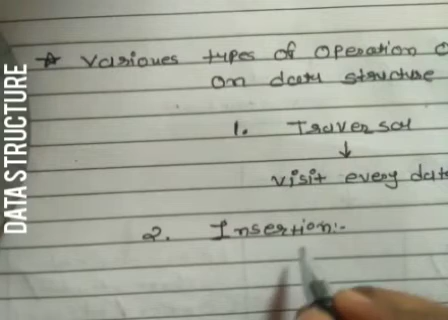 DATA STRUCTURE
☆ Varioues types of operation
on data structure
1. Traversal
↓
visit every data
2. Insertion:-